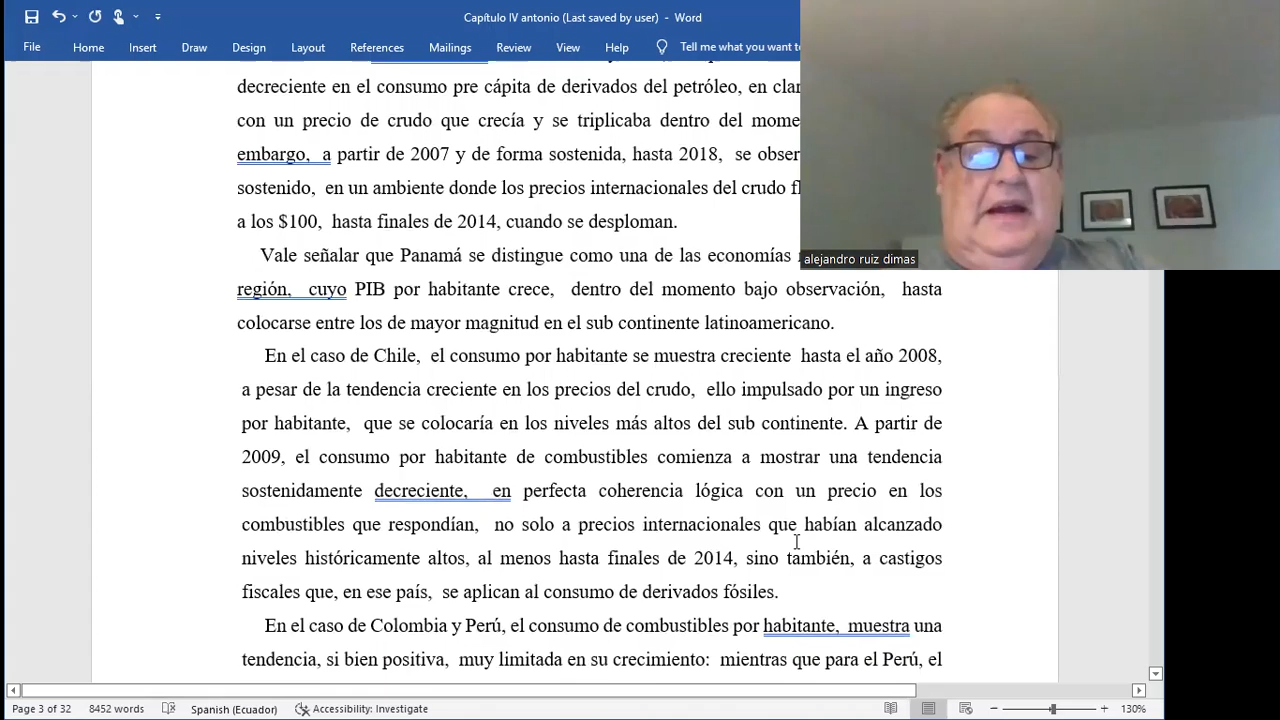 Capítulo IV antonio (Last saved by user) - Word
File Home Insert Draw Design Layout References Mailings Review View Help Tell me what you want to
decreciente en el consumo pre cápita de derivados del petróleo, en clar
con un precio de crudo que crecía y se triplicaba dentro del mome
embargo, a partir de 2007 y de forma sostenida, hasta 2018, se obser
sostenido, en un ambiente donde los precios internacionales del crudo fl
a los $100, hasta finales de 2014, cuando se desploman.
Vale señalar que Panamá se distingue como una de las economías
región, cuyo PIB por habitante crece, dentro del momento bajo observación, hasta
colocarse entre los de mayor magnitud en el sub continente latinoamericano.
En el caso de Chile, el consumo por habitante se muestra creciente hasta el año 2008,
a pesar de la tendencia creciente en los precios del crudo, ello impulsado por un ingreso
por habitante, que se colocaría en los niveles más altos del sub continente. A partir de
2009, el consumo por habitante de combustibles comienza a mostrar una tendencia
sostenidamente decreciente, en perfecta coherencia lógica con un precio en los
combustibles que respondían, no solo a precios internacionales que habían alcanzado
niveles históricamente altos, al menos hasta finales de 2014, sino también, a castigos
fiscales que, en ese país, se aplican al consumo de derivados fósiles.
En el caso de Colombia y Perú, el consumo de combustibles por habitante, muestra una
tendencia, si bien positiva, muy limitada en su crecimiento: mientras que para el Perú, el
alejandro ruiz dimas
Page 3 of 32 8452 words Spanish (Ecuador) Accessibility: Investigate 130%